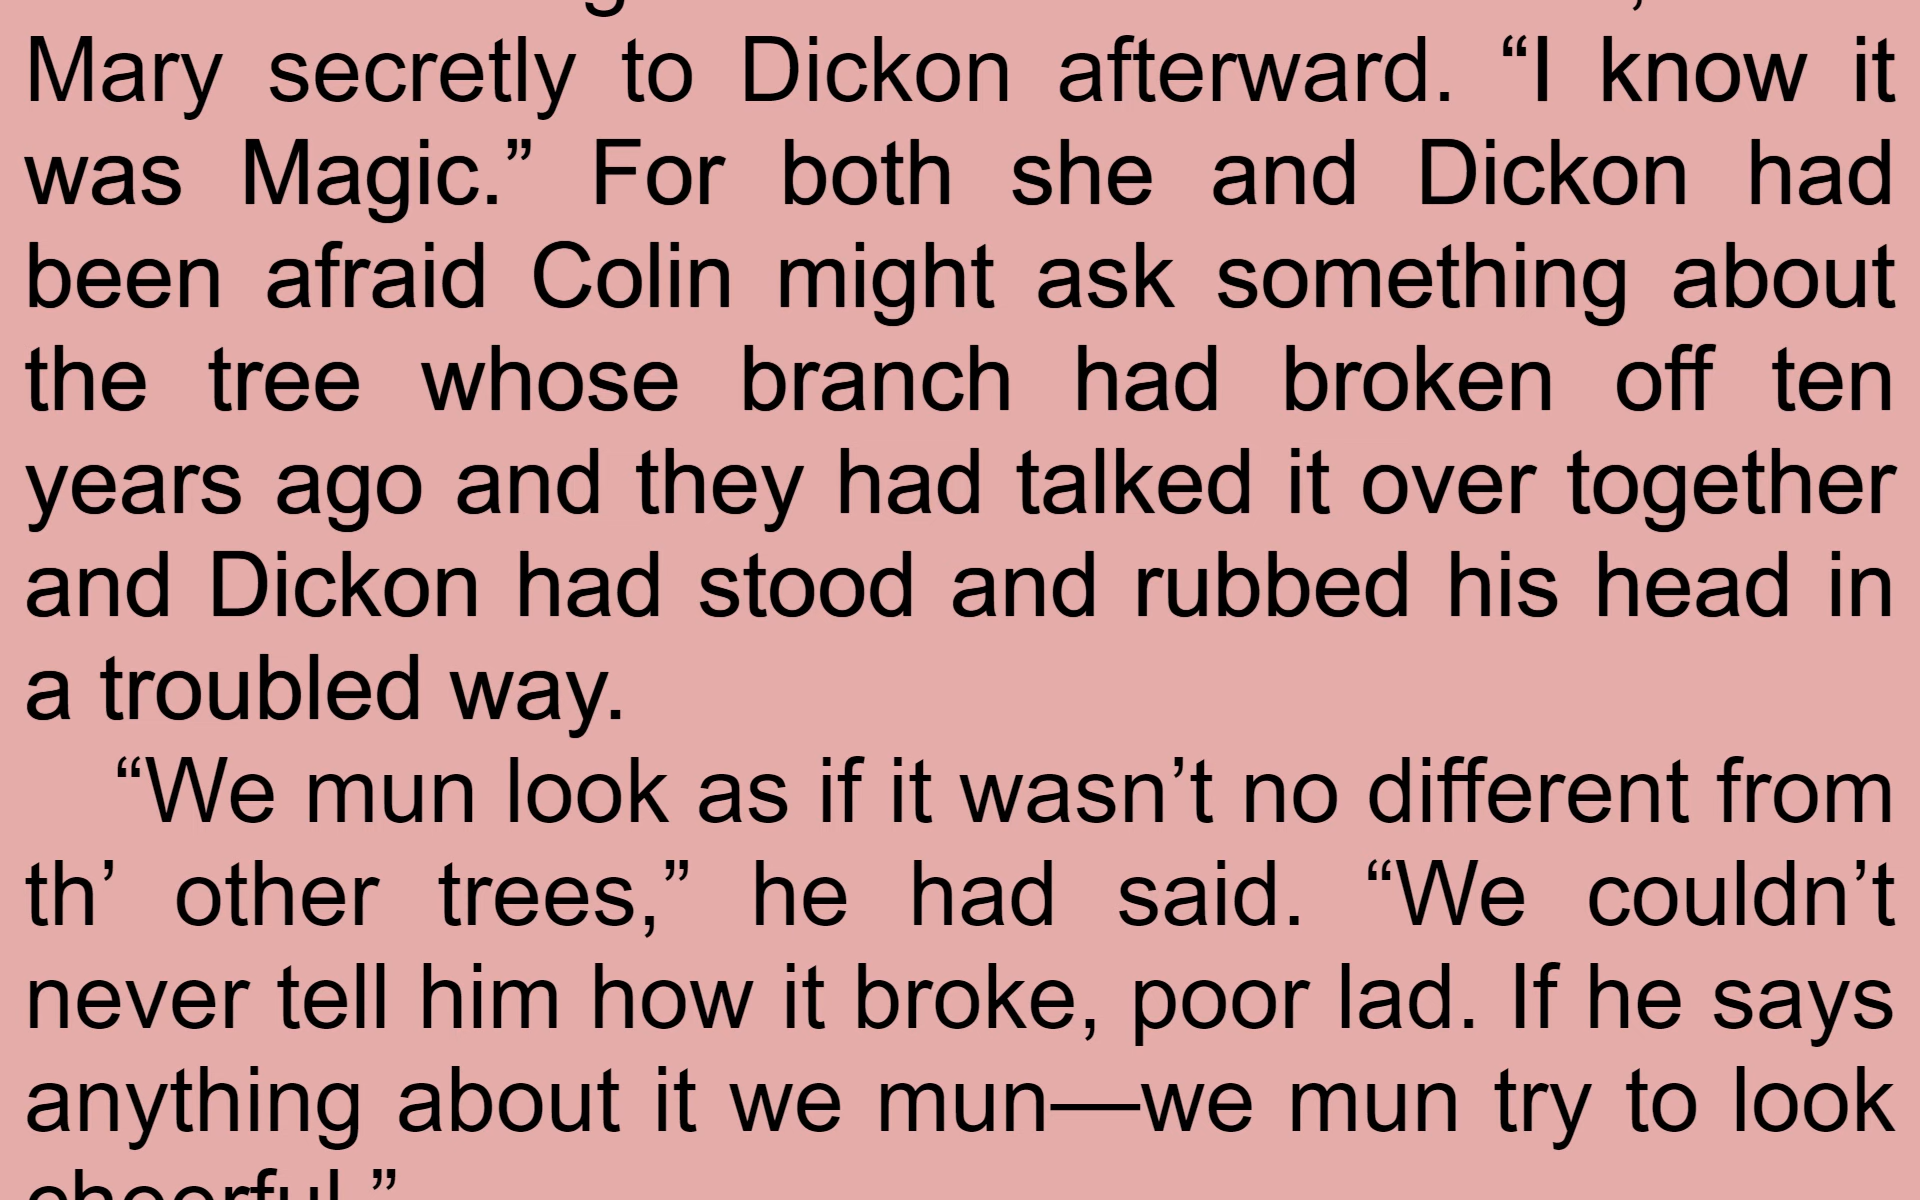 Mary secretly to Dickon afterward. “I know it
was Magic.” For both she and Dickon had
been afraid Colin might ask something about
the tree whose branch had broken off ten
years ago and they had talked it over together
and Dickon had stood and rubbed his head in
a troubled way.
“We mun look as if it wasn’t no different from
th’ other trees,” he had said. “We couldn’t
never tell him how it broke, poor lad. If he says
anything about it we mun—we mun try to look
cheerful.”